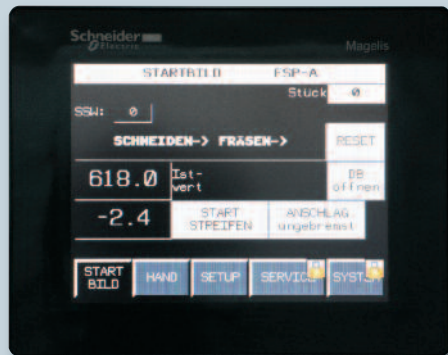 Schneider
Electric
Magelis
STARTBILD FSP-A
Stück 0
SSW: 0
SCHNEIDEN-> FRÄSEN->
RESET
618.0 Ist-
wert
DB
öffnen
-2.4
START
STREIFEN
ANSCHLAG
ungebremst
START
BILD
HAND
SETUP
SERVICE
SYSTEM